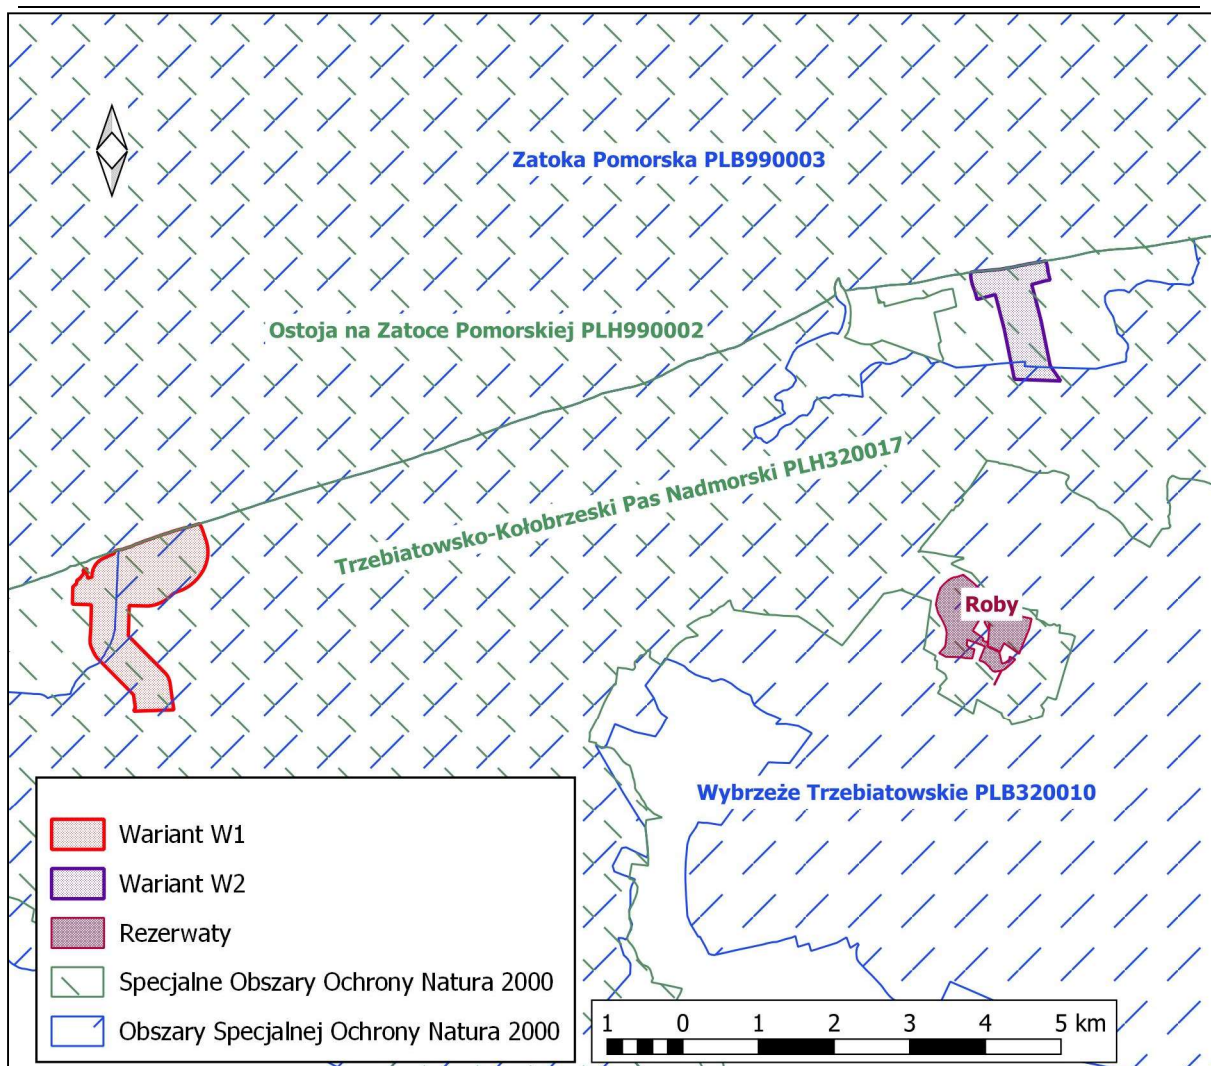 Zatoka Pomorska PLB990003
Ostoja na Zatoce Pomorskiej PLH990002
Trzebiatowsko-Kołobrzeski Pas Nadmorski PLH320017
Roby
Wybrzeże Trzebiatowskie PLB320010
Wariant W1
Wariant W2
Rezerwaty
Specjalne Obszary Ochrony Natura 2000
Obszary Specjalnej Ochrony Natura 2000
1 0 1 2 3 4 5 km